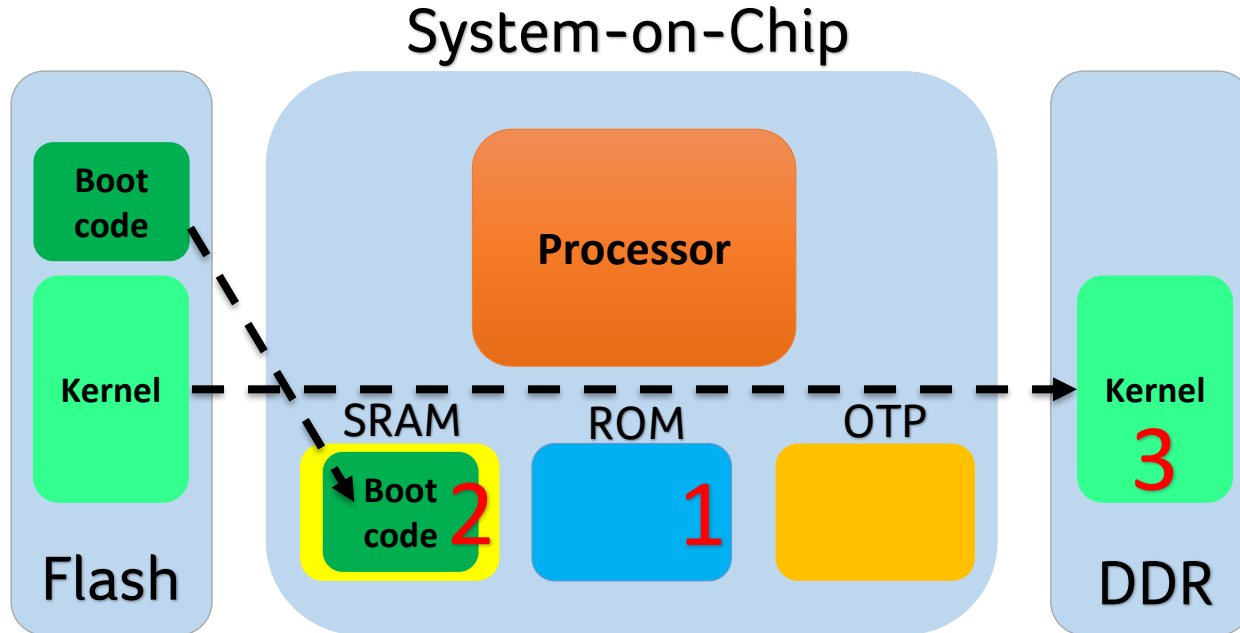 System-on-Chip
Boot
code
Processor
Kernel
Kernel
SRAM
ROM
OTP
3
Boot
code
2
1
Flash
DDR